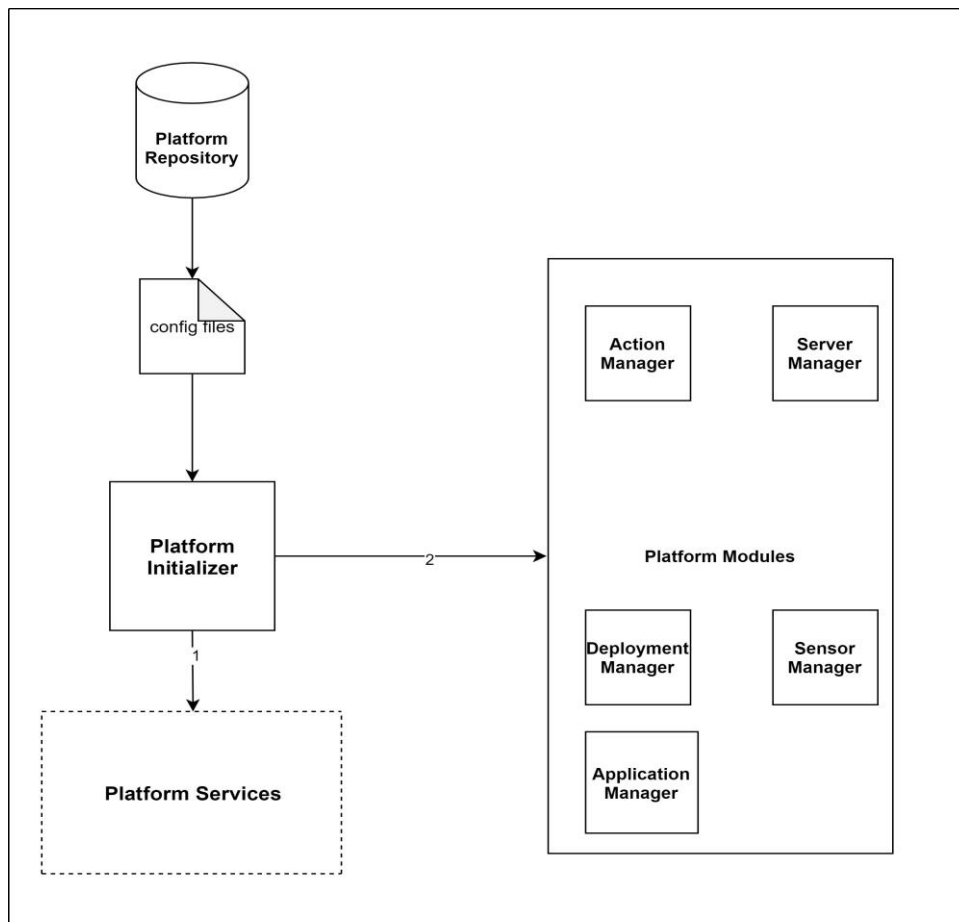 Platform
Repository
config files
Action
Manager
Server
Manager
Platform
Initializer
2
Platform Modules
1
Deployment
Manager
Sensor
Manager
Platform Services
Application
Manager